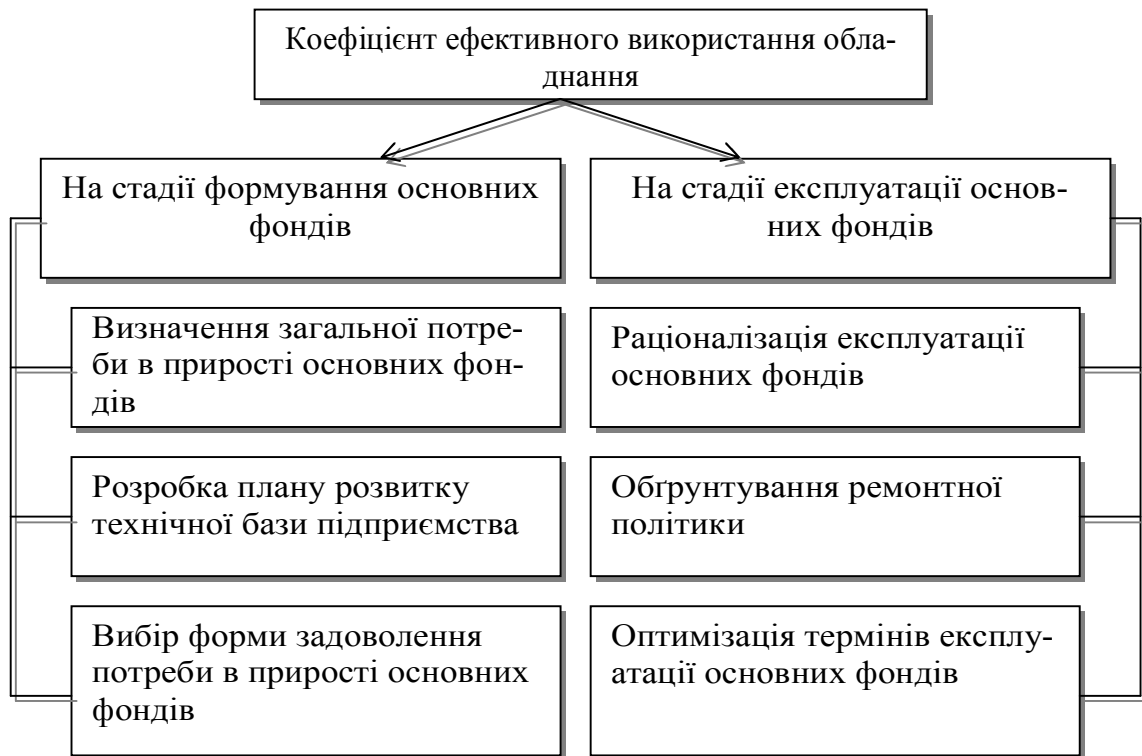 Коефіцієнт ефективного використання обла-
днання
На стадії формування основних
фондів
На стадії експлуатації основ-
них фондів
Визначення загальної потре-
би в прирості основних фон-
дів
Раціоналізація експлуатації
основних фондів
Розробка плану розвитку
технічної бази підприємства
Обґрунтування ремонтної
політики
Вибір форми задоволення
потреби в прирості основних
фондів
Оптимізація термінів експлу-
атації основних фондів